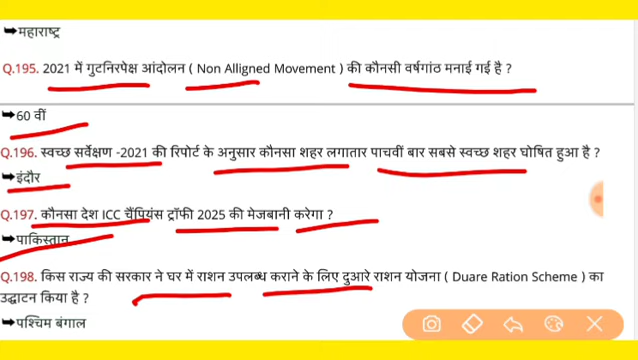 ➡महाराष्ट्र
Q.195. 2021 में गुटनिरपेक्ष आंदोलन ( Non Alligned Movement ) की कौनसी वर्षगांठ मनाई गई है ?
➡60 वीं
Q.196. स्वच्छ सर्वेक्षण -2021 की रिपोर्ट के अनुसार कौनसा शहर लगातार पाचवीं बार सबसे स्वच्छ शहर घोषित हुआ है ?
➡इंदौर
Q.197. कौनसा देश ICC चैंपियंस ट्रॉफी 2025 की मेजबानी करेगा ?
➡पाकिस्तान
Q.198. किस राज्य की सरकार ने घर में राशन उपलब्ध कराने के लिए दुआरे राशन योजना ( Duare Ration Scheme ) का
उद्घाटन किया है ?
➡पश्चिम बंगाल